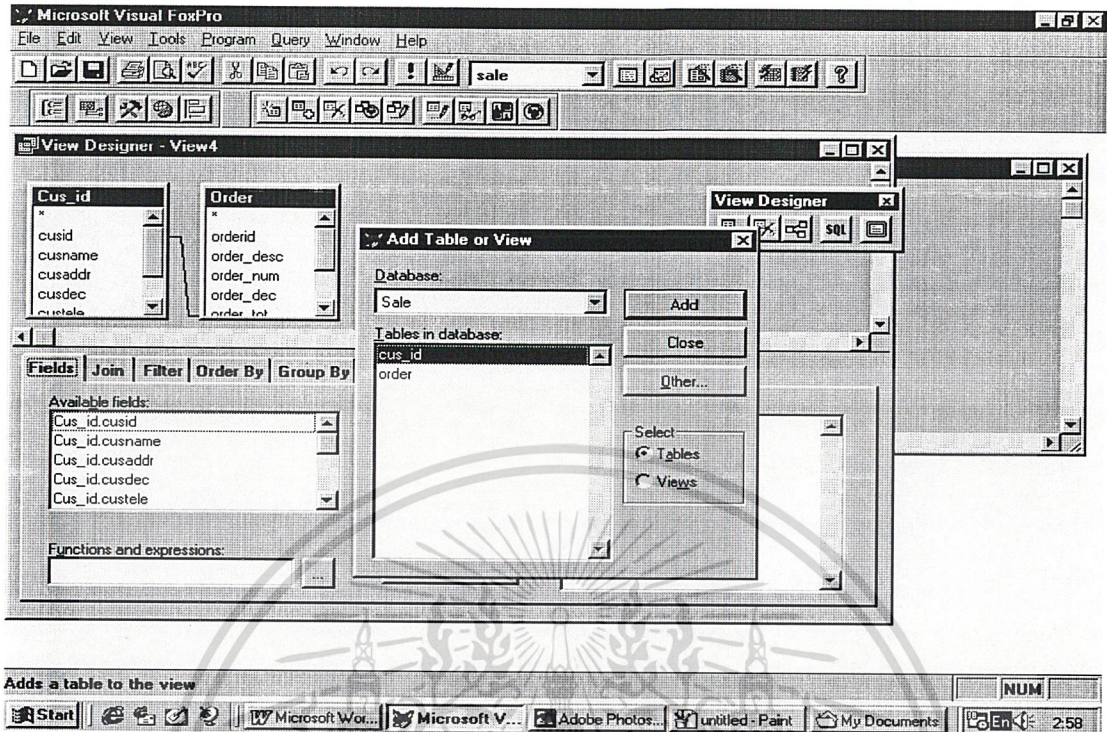 Microsoft Visual FoxPro
File Edit View Tools Program Query Window Help
sale
View Designer - View4
Cus_id
*
cusid
cusname
cusaddr
cusdec
custele
Order
*
orderid
order_desc
order_num
order_dec
order_tot
View Designer
SQL
Add Table or View
Database:
Sale
Add
Tables in database:
Close
cus_id
order
Other...
Select
Tables
Views
Fields Join Filter Order By Group By
Available fields:
Cus_id.cusid
Cus_id.cusname
Cus_id.cusaddr
Cus_id.cusdec
Cus_id.custele
Functions and expressions:
...
Adds a table to the view
NUM
Start Microsoft Wor... Microsoft V... Adobe Photos... untitled - Paint My Documents En 2:58